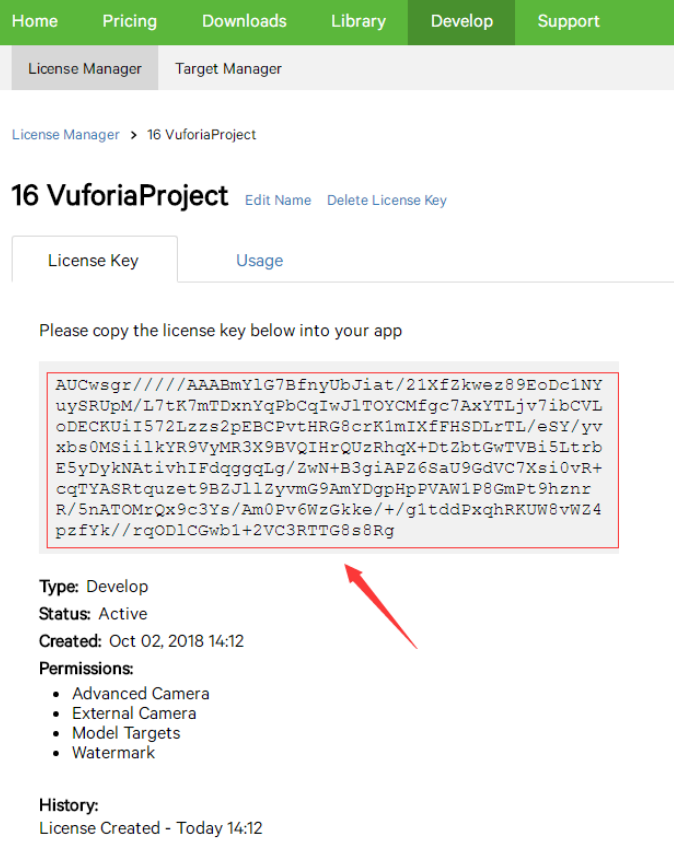 Home Pricing Downloads Library Develop Support
License Manager Target Manager
License Manager > 16 VuforiaProject
16 VuforiaProject Edit Name Delete License Key
License Key Usage
Please copy the license key below into your app
AUCwsgr/////AAABmYlG7BfnyUbJiat/21XfZkwez89EoDc1NY
uySRUpM/L7tK7mTDxnYqPbCqIwJlTOYCMfgc7AxYTLjv7ibCVL
oDECKUiI572Lzzs2pEBCPvtHRG8crK1mIXfFHSDLrTL/eSY/yv
xbs0MSiilkYR9VyMR3X9BVQIHrQUzRhqX+DtZbtGwTVBi5Ltrb
E5yDykNAtivhIFdqggqLg/ZwN+B3giAPZ6SaU9GdVC7Xsi0vR+
cqTYASRtquzet9BZJllZyvmG9AmYDgpHpPVAW1P8GmPt9hznr
R/5nATOMrQx9c3Ys/Am0Pv6WzGkke/+/g1tddPxqhRKUW8vWZ4
pzfYk//rqODlCGwb1+2VC3RTTG8s8Rg
Type: Develop
Status: Active
Created: Oct 02, 2018 14:12
Permissions:
• Advanced Camera
• External Camera
• Model Targets
• Watermark
History:
License Created - Today 14:12